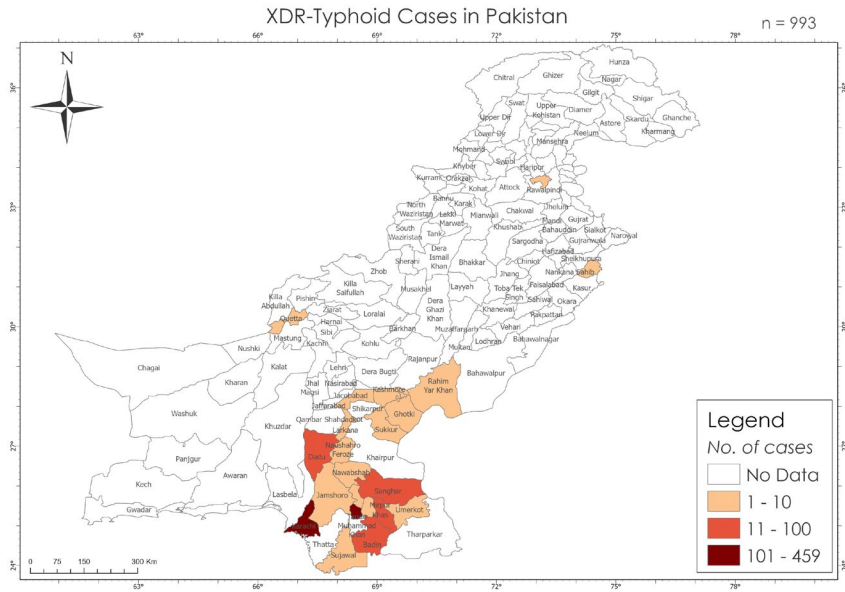 XDR-Typhoid Cases in Pakistan
n = 993
63° 66° 69° 72° 75° 78°
N
36°
33°
30°
27°
24°
Hunza
Chitral
Ghizer
Nagar
Gilgit
Shigar
Swat
Upper Kohistan
Diamer
Upper Dir
Astore
Skardu
Ghanche
Lower Dir
Neelum
Kharmang
Mansehra
Mohmand
Swabi
Khyber
Haripur
Kurram
Orakzai
Kohat
Attock
Rawalpindi
Bannu
Karak
North Waziristan
Lakki Marwat
Mianwali
Chakwal
Jhelum
Gujrat
Mandi Bahauddin
Sialkot
Narowal
South Waziristan
Tank
Khushab
Sargodha
Gujranwala
Hafizabad
Sheikhupura
Dera Ismail Khan
Sherani
Bhakkar
Chiniot
Nankana Sahib
Zhob
Jhang
Faisalabad
Kasur
Killa Saifullah
Musakhel
Layyah
Toba Tek Singh
Sahiwal
Okara
Killa Abdullah
Pishin
Ziarat
Loralai
Dera Ghazi Khan
Khanewal
Pakpattan
Quetta
Harnai
Sibi
Barkhan
Muzaffargarh
Vehari
Mastung
Kachhi
Kohlu
Multan
Lodhran
Bahawalnagar
Nushki
Chagai
Kalat
Lehri
Dera Bugti
Rajanpur
Bahawalpur
Kharan
Jhal Magsi
Nasirabad
Jacobabad
Kashmore
Rahim Yar Khan
Washuk
Jaffarabad
Shikarpur
Ghotki
Khuzdar
Qambar Shahdadkot
Larkana
Sukkur
Panjgur
Dadu
Naushahro Feroze
Khairpur
Awaran
Nawabshah
Kech
Lasbela
Jamshoro
Sanghar
Gwadar
Mirpur Khas
Umerkot
Muhammad Khan
Tharparkar
Thatta
Badin
Sujawal
Legend
No. of cases
No Data
1 - 10
11 - 100
101 - 459
0 75 150 300 Km
63° 66° 69° 72° 75° 78°